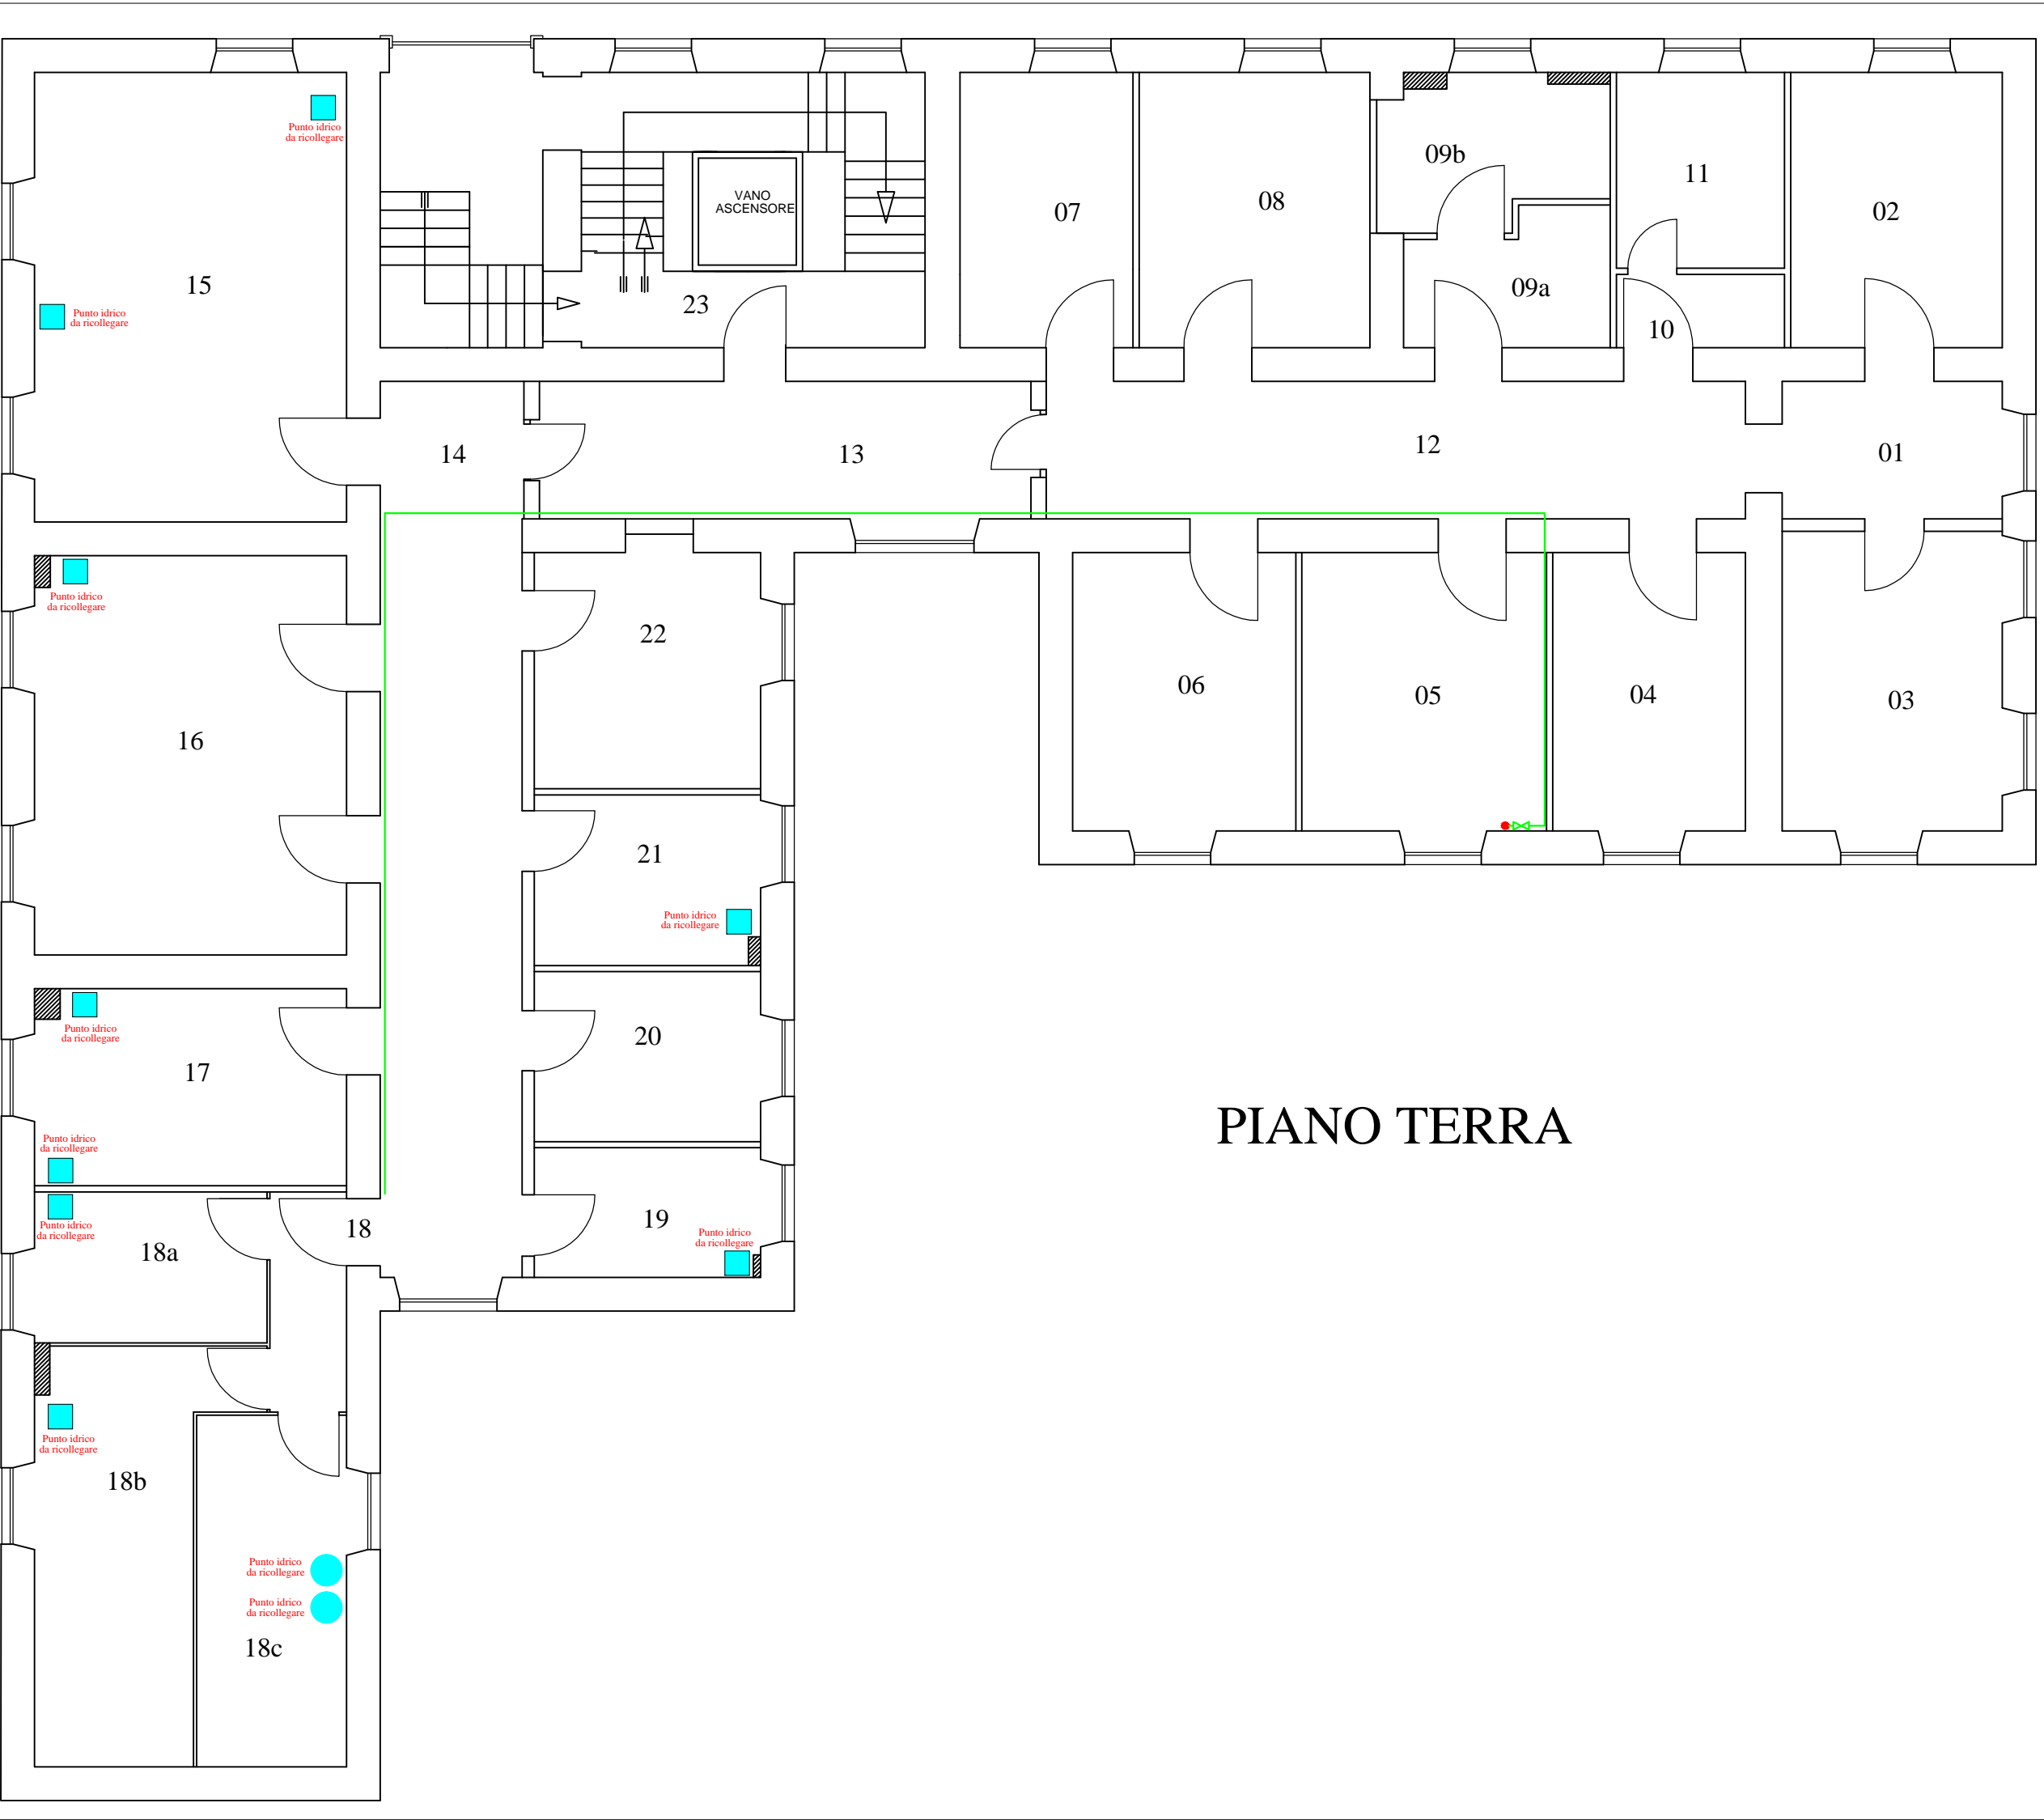 Punto idrico
da ricollegare
VANO
ASCENSORE
09b
11
07
08
02
15
09a
23
Punto idrico
da ricollegare
10
14
13
12
01
Punto idrico
da ricollegare
22
06
05
04
03
16
21
Punto idrico
da ricollegare
Punto idrico
da ricollegare
20
17
PIANO TERRA
Punto idrico
da ricollegare
Punto idrico
da ricollegare
18
19
Punto idrico
da ricollegare
18a
Punto idrico
da ricollegare
18b
Punto idrico
da ricollegare
Punto idrico
da ricollegare
18c